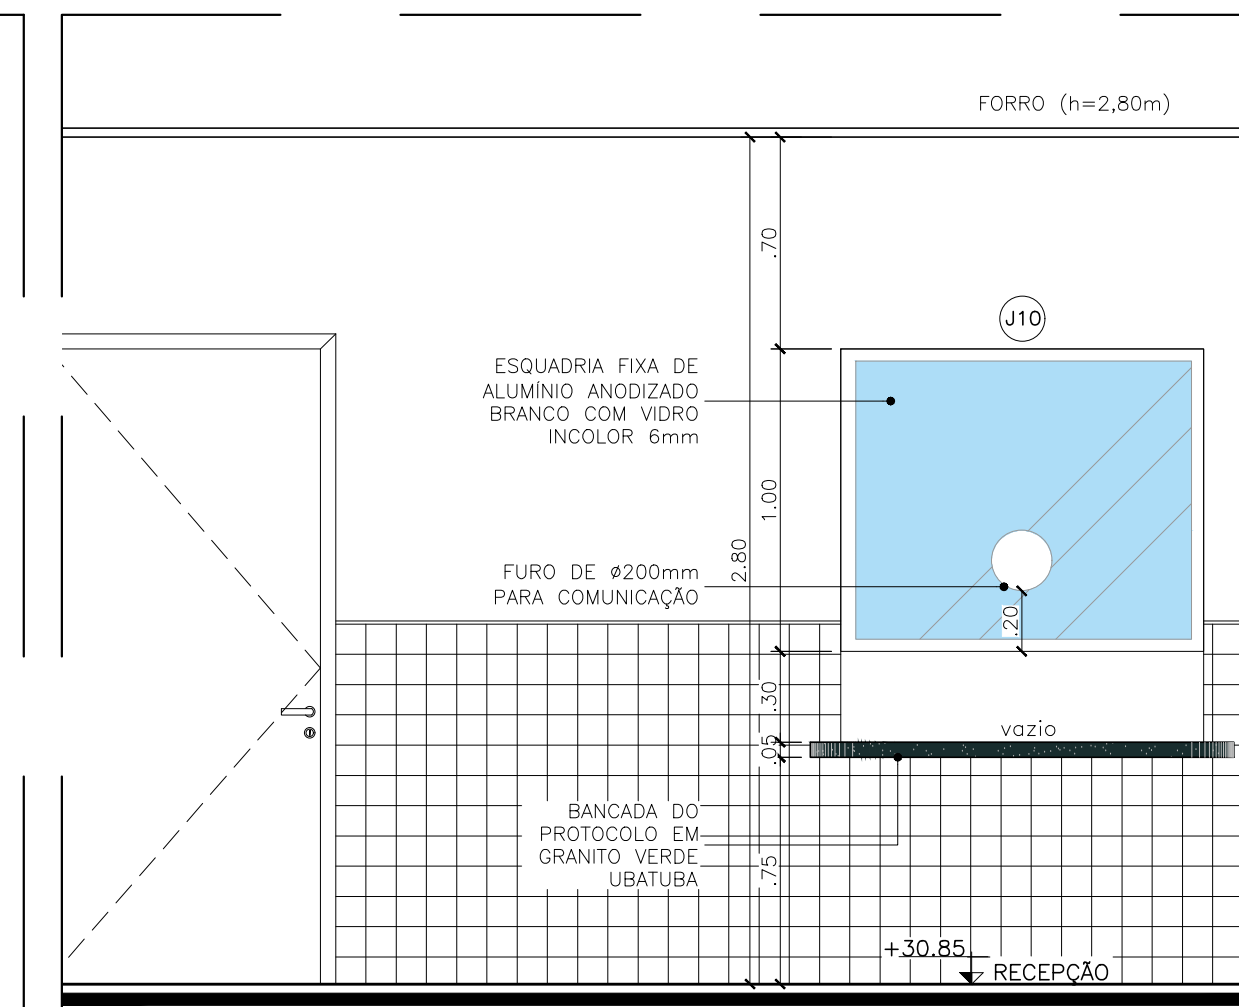 FORRO (h=2,80m)
.70
J10
ESQUADRIA FIXA DE
ALUMÍNIO ANODIZADO
BRANCO COM VIDRO
INCOLOR 6mm
1.00
2.80
FURO DE ø200mm
PARA COMUNICAÇÃO
.20
.30
vazio
.05
BANCADA DO
PROTOCOLO EM
GRANITO VERDE
UBATUBA
.75
+30.85
RECEPÇÃO